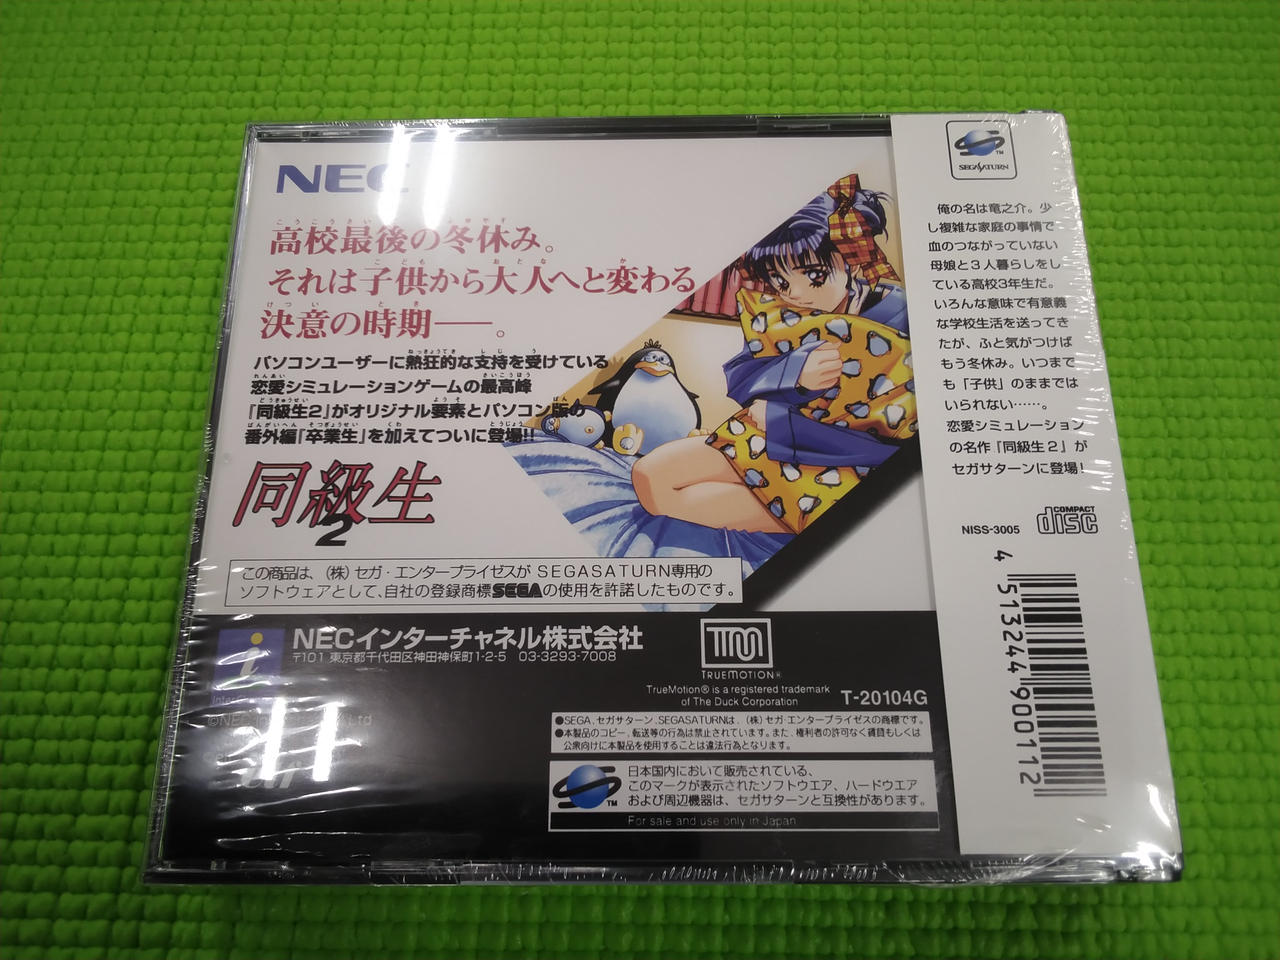 NEC
高校最後の冬休み。
それは子供から大人へと変わる
決意の時期――。
パソコンユーザーに熱狂的な支持を受けている
恋愛シミュレーションゲームの最高峰
『同級生2』がオリジナル要素とパソコン版の
番外編『卒業生』を加えてついに登場!!
同級生
2
この商品は、(株)セガ・エンタープライゼスが SEGASATURN専用の
ソフトウェアとして、自社の登録商標SEGAの使用を許諾したものです。
NECインターチャネル株式会社
〒101 東京都千代田区神田神保町1-2-5 03-3293-7008
TRUEMOTION®
TrueMotion® is a registered trademark
of The Duck Corporation
T-20104G
●SEGA、セガサターン、SEGASATURNは、(株)セガ・エンタープライゼスの商標です。
●本製品のコピー、転送等の行為は禁止されています。また、権利者の許可なく賃貸もしくは
公衆向けに本製品を使用することは違法行為となります。
TM
日本国内において販売されている、
このマークが表示されたソフトウエア、ハードウエア
および周辺機器は、セガサターンと互換性があります。
For sale and use only in Japan
TM
SEGASATURN
俺の名は竜之介。少
し複雑な家庭の事情で
血のつながっていない
母娘と3人暮らしをし
ている高校3年生だ。
いろんな意味で有意義
な学校生活を送ってき
たが、ふと気がつけば
もう冬休み。いつまで
も「子供」のままでは
いられない……。
恋愛シミュレーション
の名作『同級生2』が
セガサターンに登場!
NISS-3005
COMPACT
disc
4 513244 900112